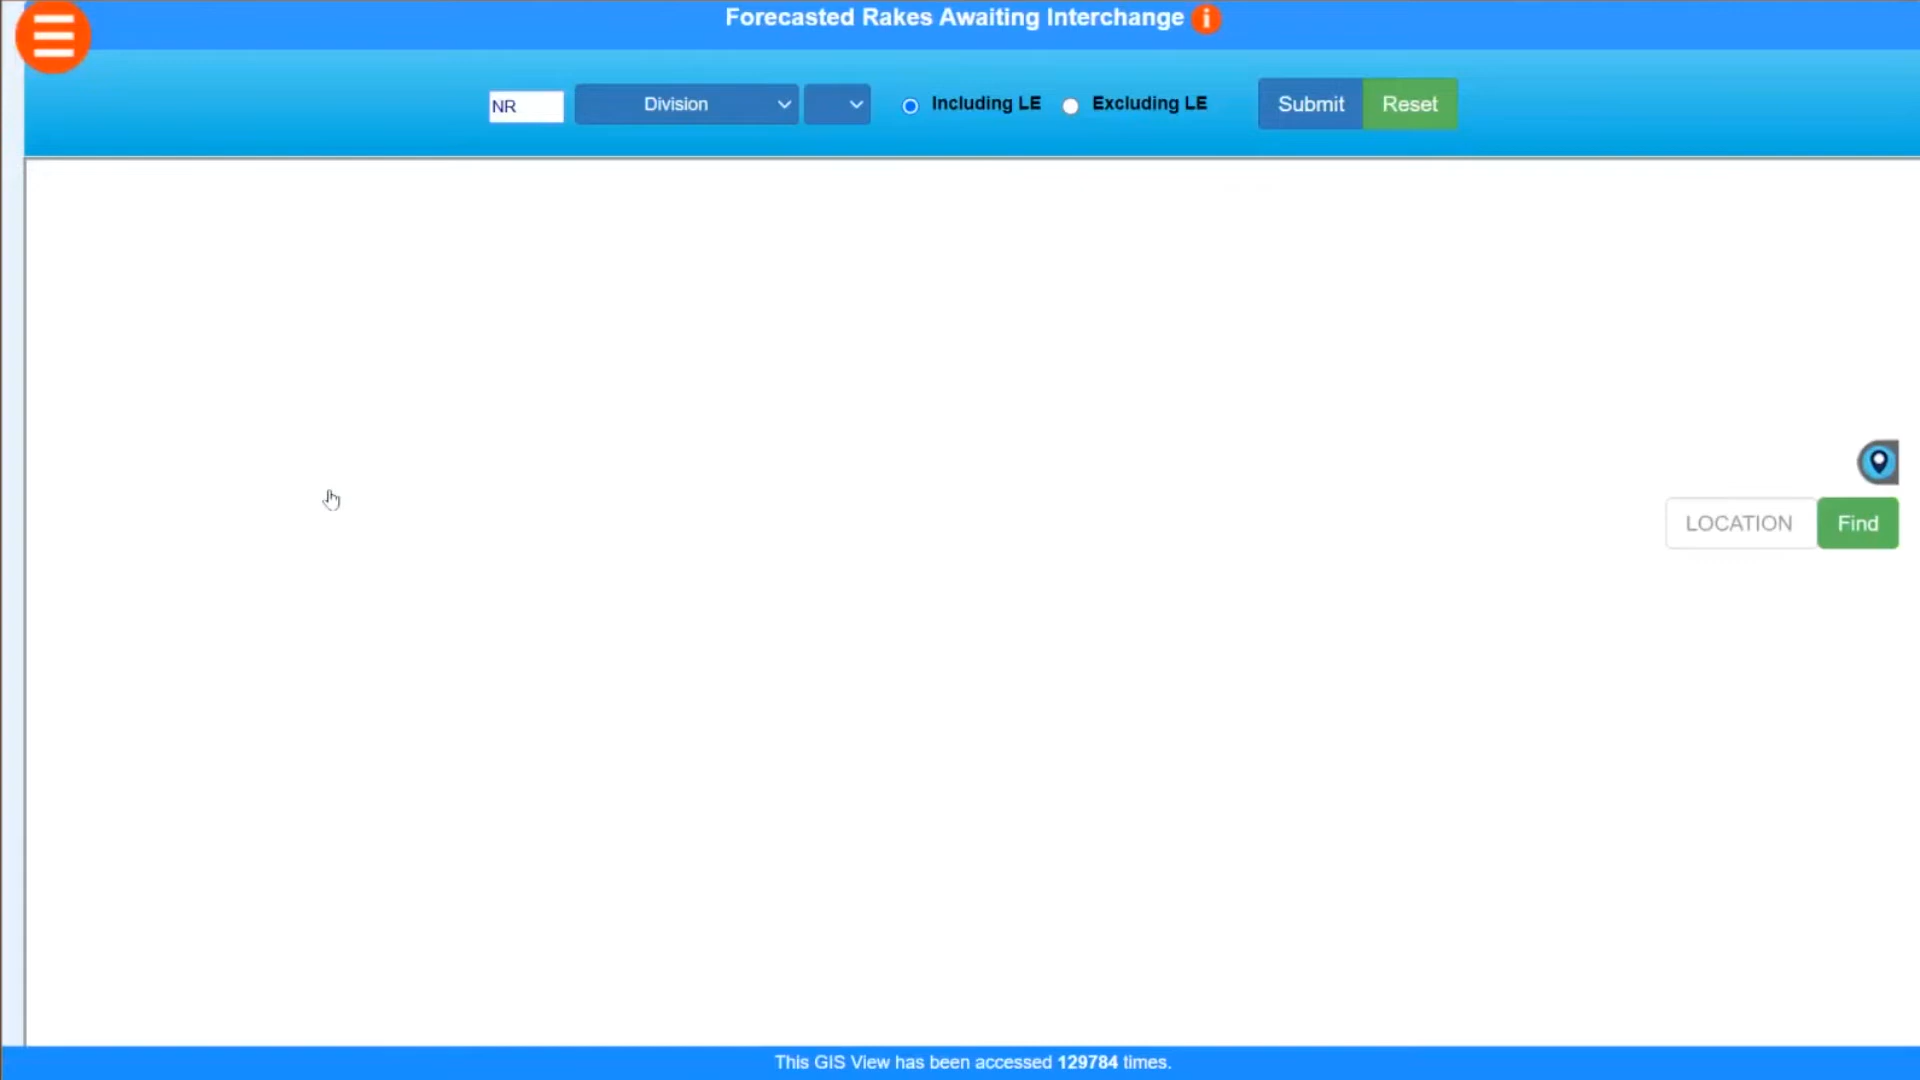 Forecasted Rakes Awaiting Interchange i
NR Division Including LE Excluding LE Submit Reset
LOCATION Find
This GIS View has been accessed 129784 times.